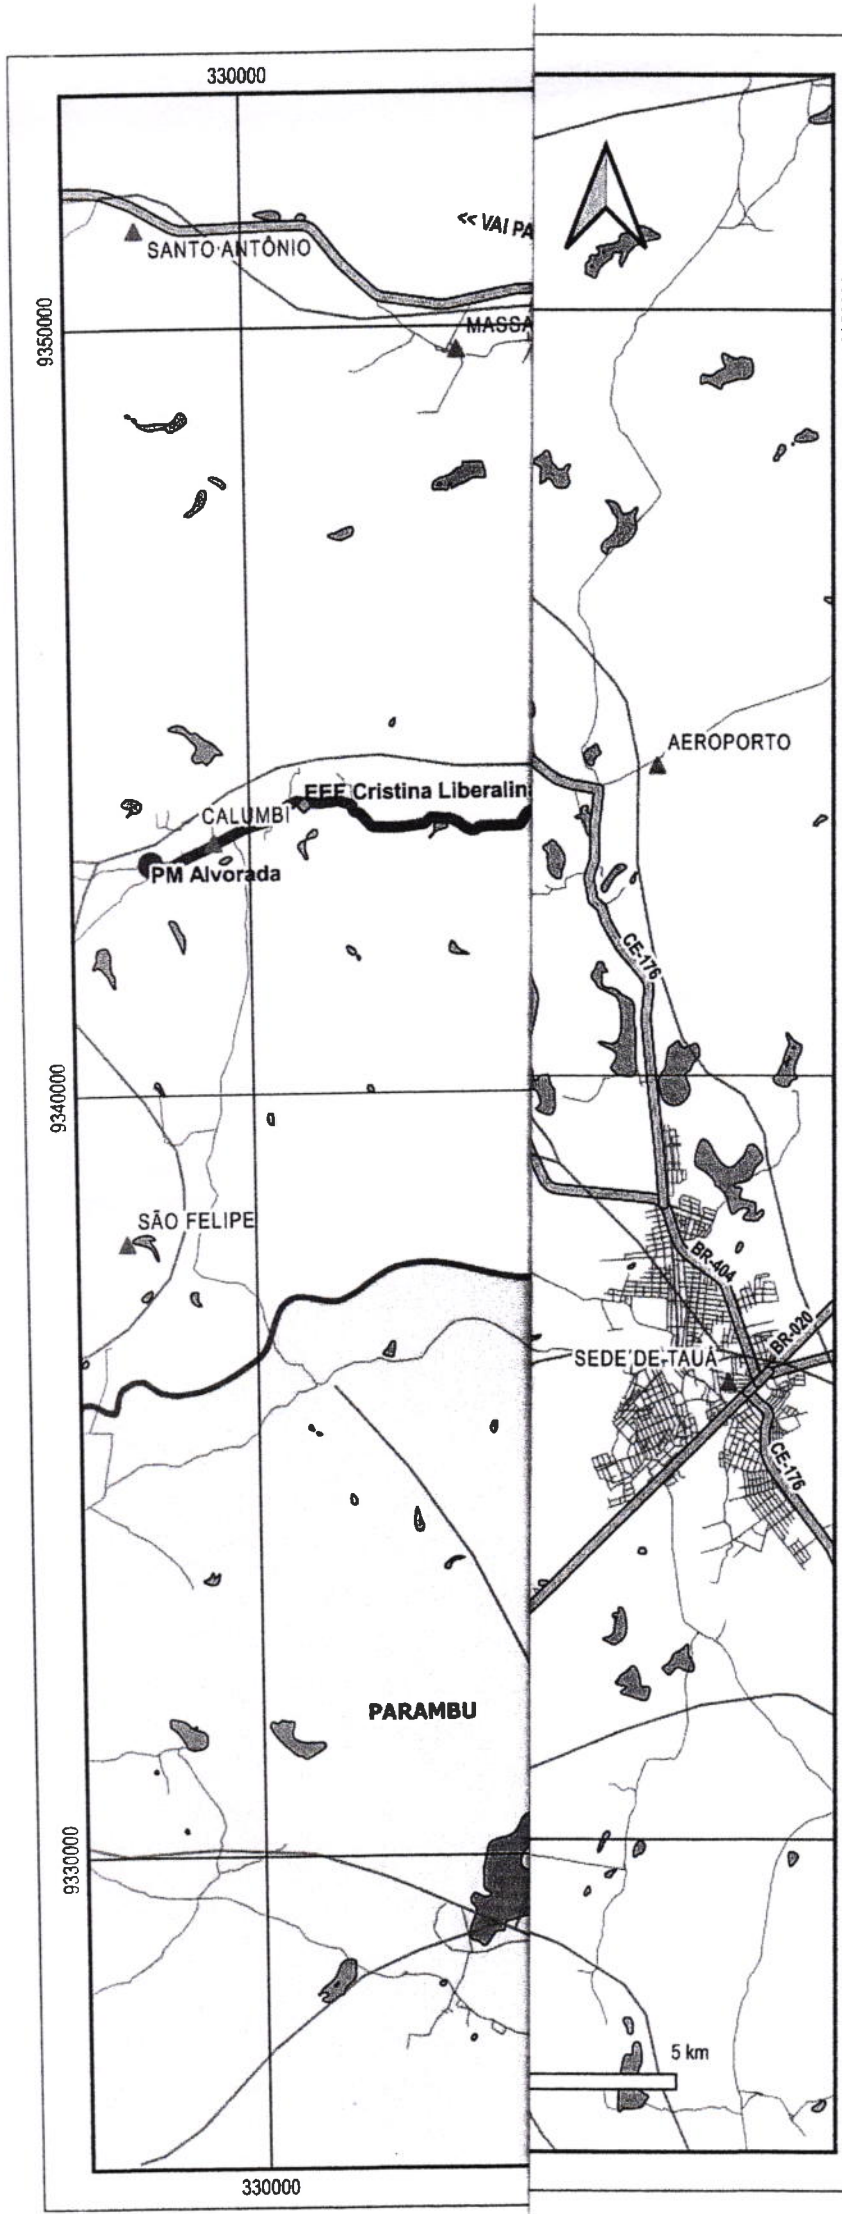 330000
<< VAI PA
SANTO ANTÔNIO
9350000
MASSA
AEROPORTO
EEF Cristina Liberalin
CALUMBI
PM Alvorada
CE-176
9340000
SÃO FELIPE
BR-404
BR-020
SEDE DE TAUÁ
CE-176
PARAMBU
9330000
5 km
330000